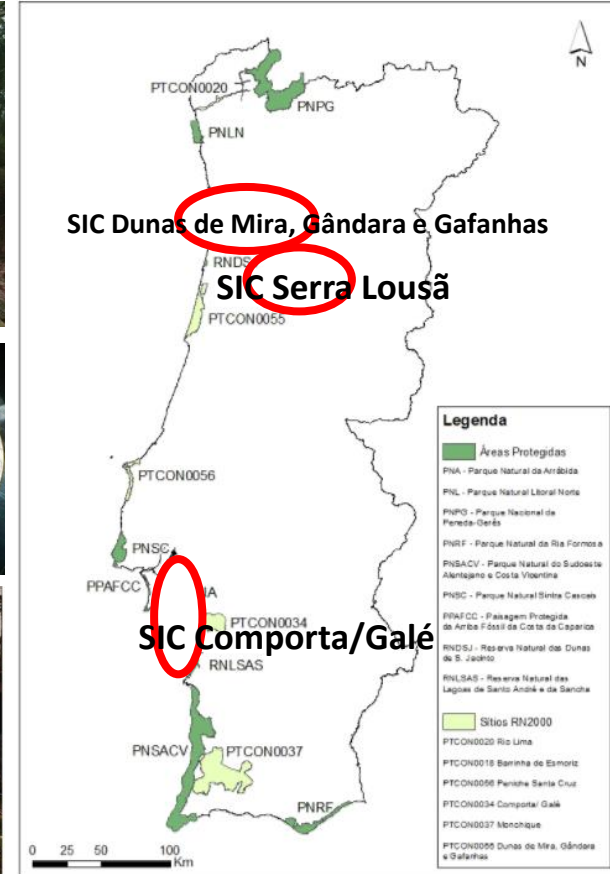 N
PTCON0020
PNPG
PNLN
SIC Dunas de Mira, Gândara e Gafanhas
RNDS
SIC Serra Lousã
PTCON0055
PTCON0056
PNSC
PPAFCC
NA
PTCON0034
SIC Comporta/Galé
RNLSAS
PNSACV
PTCON0037
PNRF
0 25 50 100
Km
Legenda
Áreas Protegidas
PNA - Parque Natural da Arrábida
PNL - Parque Natural Litoral Norte
PNPG - Parque Nacional da
Peneda-Gerês
PNRF - Parque Natural da Ria Formosa
PNSACV - Parque Natural do Sudoeste
Alentejano e Costa Vicentina
PNSC - Parque Natural Sintra Cascais
PPAFCC - Paisagem Protegida
da Arriba Fóssil da Costa da Caparica
RNDSJ - Reserva Natural das Dunas
de S. Jacinto
RNLSAS - Reserva Natural das
Lagoas de Santo André e da Sancha
Sítios RN2000
PTCON0020 Rio Lima
PTCON0018 Barrinha de Esmoriz
PTCON0056 Peniche Santa Cruz
PTCON0034 Comporta/ Galé
PTCON0037 Monchique
PTCON0055 Dunas de Mira, Gândara
e Gafanhas